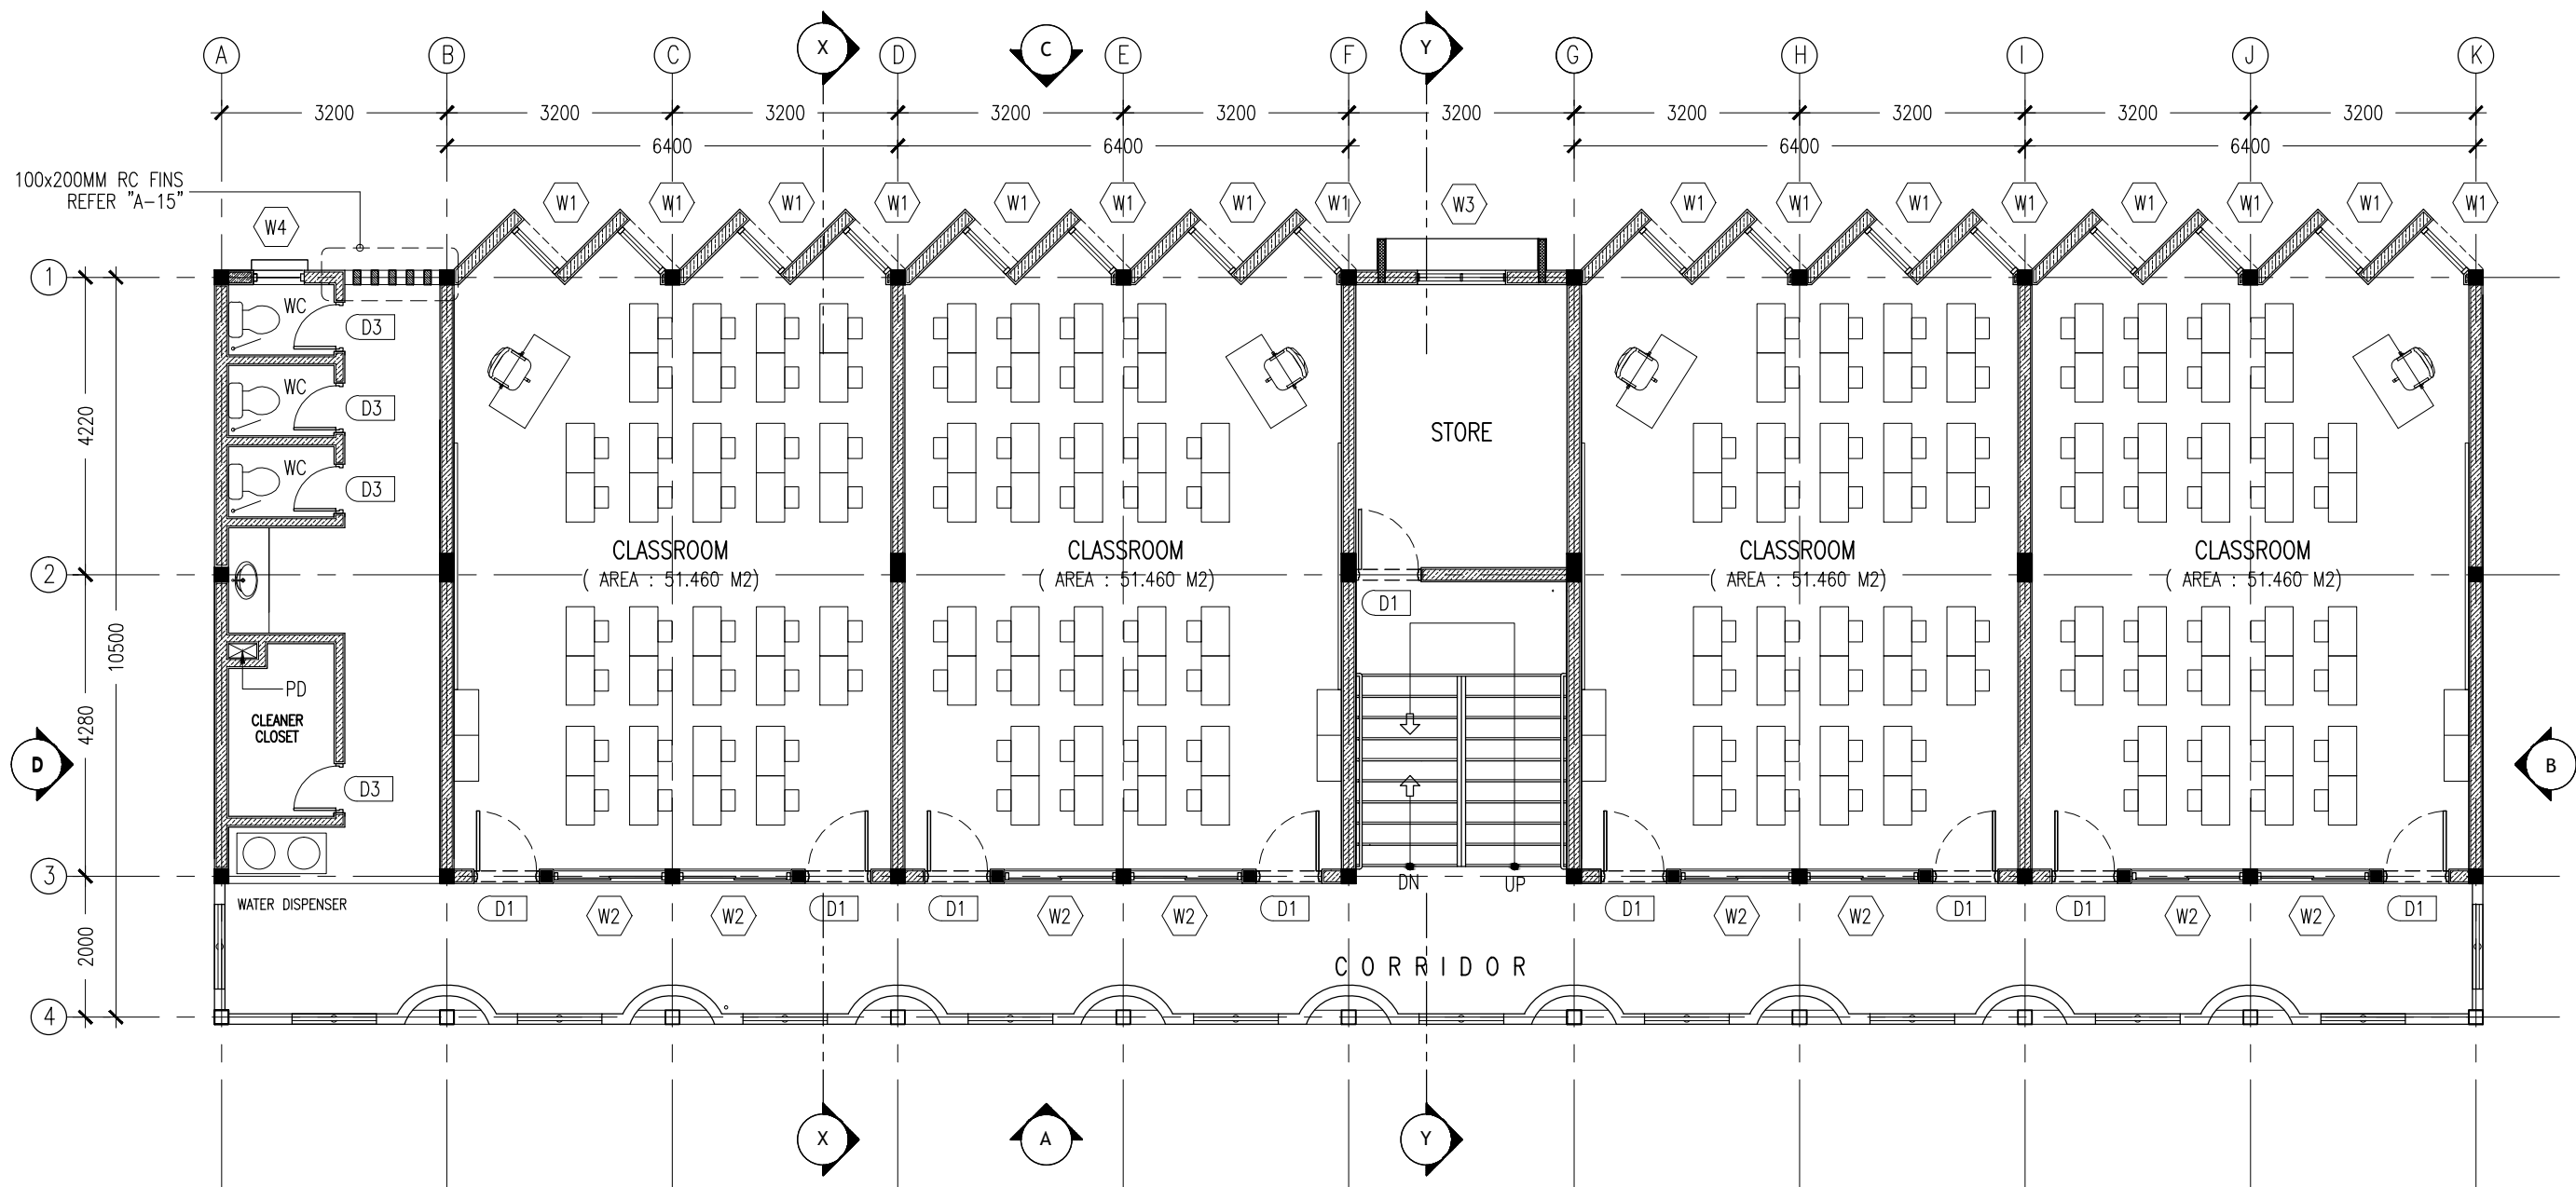 X
C
Y
A
B
C
D
E
F
G
H
I
J
K
3200
3200
3200
3200
3200
3200
3200
3200
3200
3200
6400
6400
6400
6400
100x200MM RC FINS
REFER "A-15"
W4
W1
W1
W1
W1
W1
W1
W1
W1
W3
W1
W1
W1
W1
W1
W1
W1
W1
1
WC
D3
WC
D3
4220
STORE
WC
D3
CLASSROOM
( AREA : 51.460 M2)
CLASSROOM
( AREA : 51.460 M2)
CLASSROOM
( AREA : 51.460 M2)
CLASSROOM
( AREA : 51.460 M2)
2
D1
10500
PD
4280
CLEANER
CLOSET
D
D3
B
3
DN
UP
WATER DISPENSER
D1
W2
W2
D1
D1
W2
W2
D1
D1
W2
W2
D1
D1
W2
W2
D1
2000
CORRIDOR
4
X
A
Y